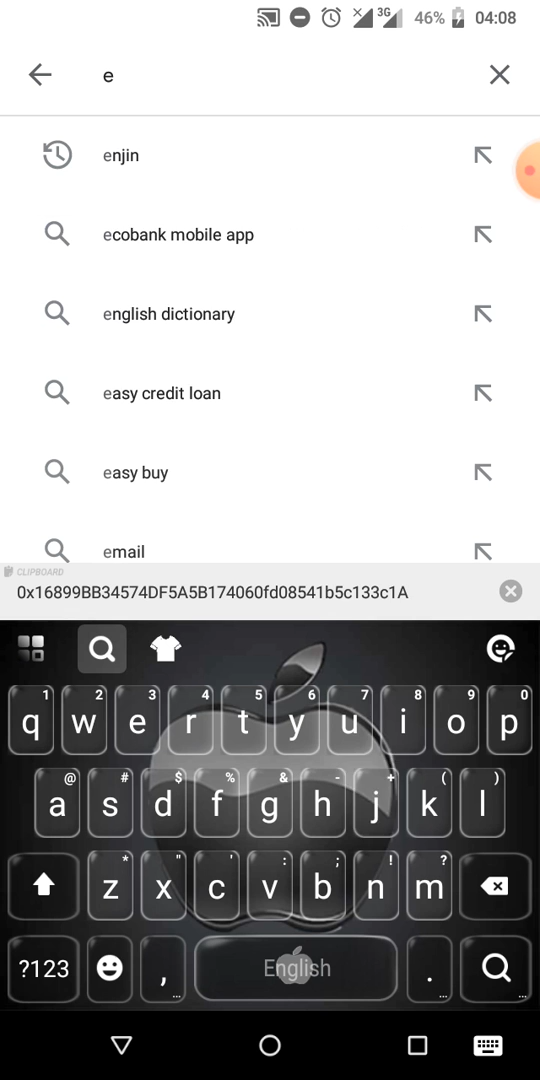 3G 46% 04:08
e
enjin
ecobank mobile app
english dictionary
easy credit loan
easy buy
email
CLIPBOARD
0x16899BB34574DF5A5B174060fd08541b5c133c1A
1 2 3 4 5 6 7 8 9 0
q w e r t y u i o p
@ # $ % & - + ( )
a s d f g h j k l
* " ' : ; ! ?
z x c v b n m
?123 , ... English . ... ...